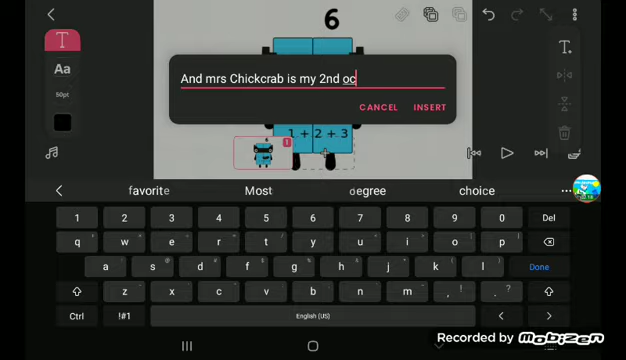 6
T
Aa
50pt
T.
And mrs Chickcrab is my 2nd oc
CANCEL INSERT
1 + 2 + 3
1
favorite Most degree choice ...
1 2 3 4 5 6 7 8 9 0 Del
q w e r t y u i o p
a s d f g h j k l Done
z x c v b n m , ! . ?
Ctrl !#1 English (US) < >
Recorded by Mobizen